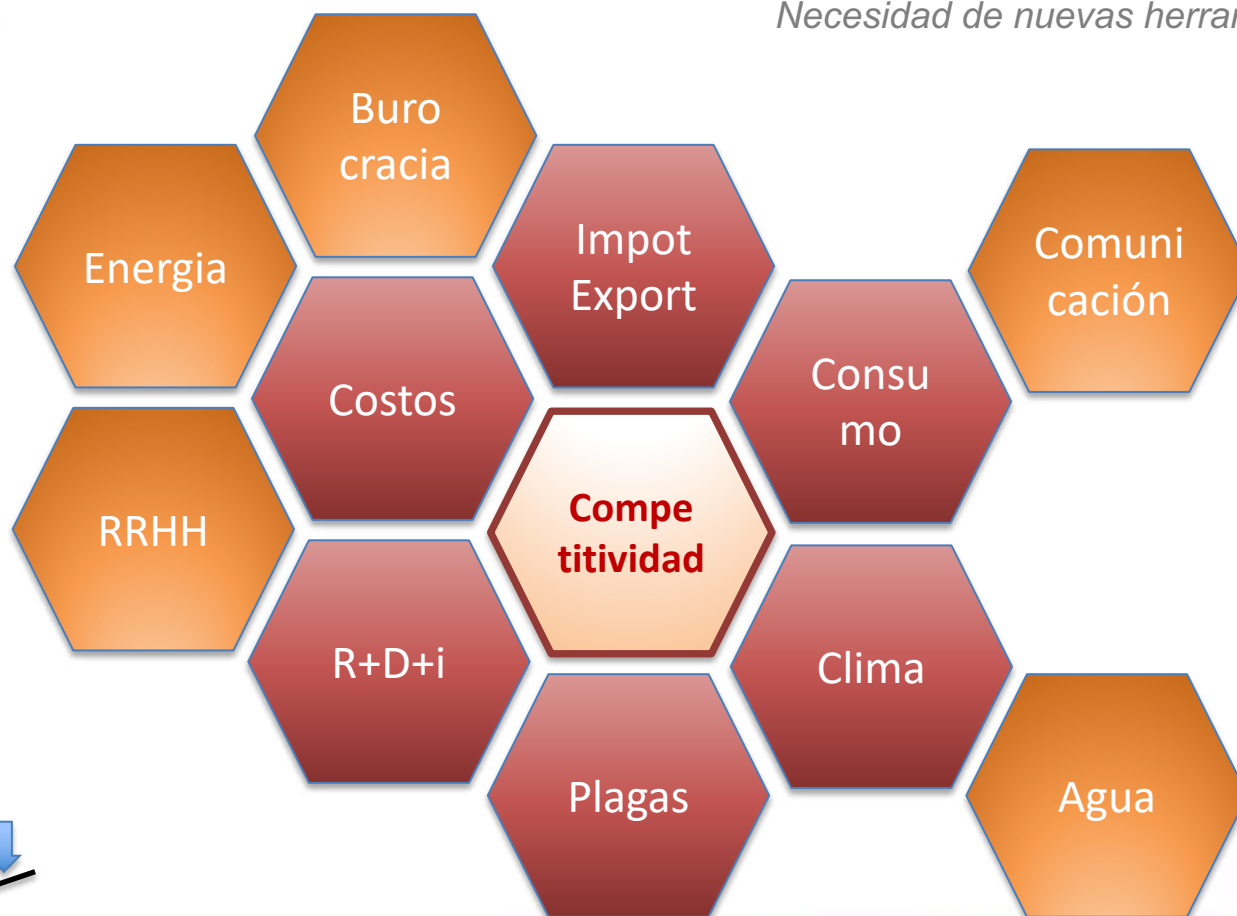 Necesidad de nuevas
Buro
cracia
Energia
Impot
Export
Comuni
cación
Costos
Consu
mo
RRHH
Compe
titividad
R+D+i
Clima
Plagas
Agua